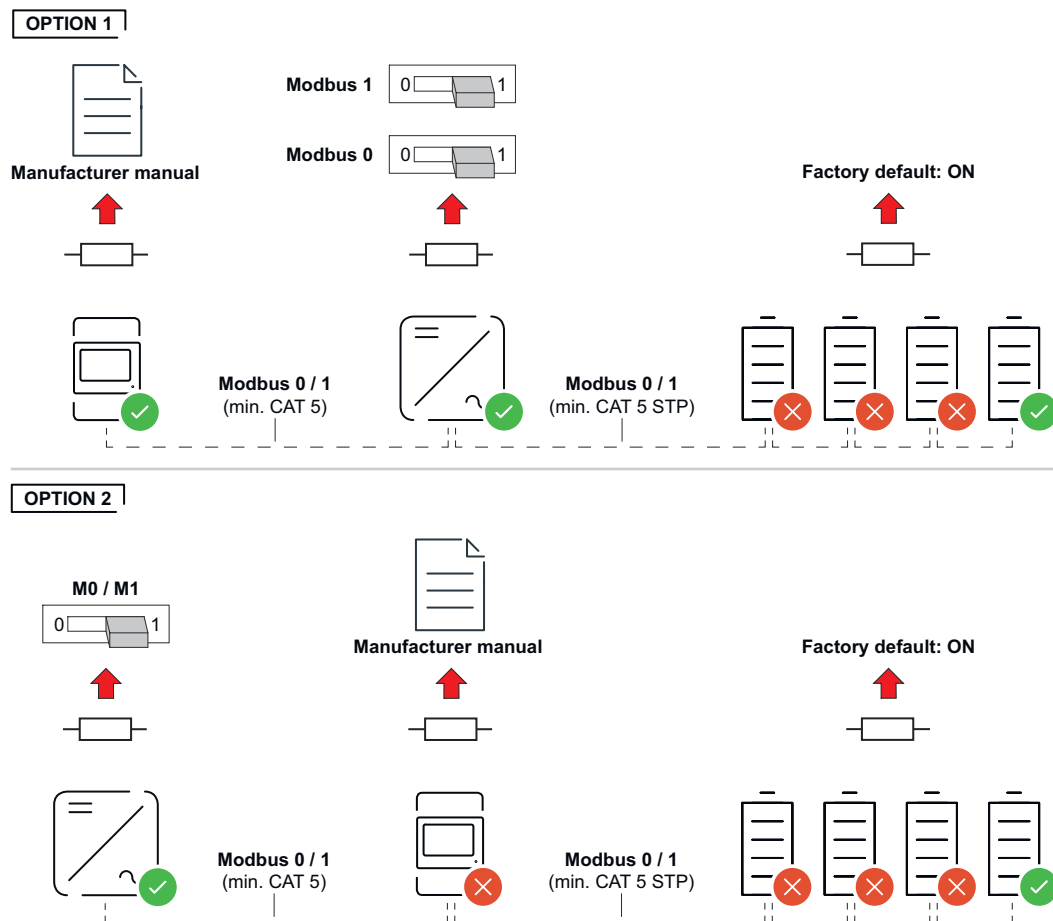 OPTION 1
Modbus 1
0
1
Modbus 0
0
1
Manufacturer manual
Factory default: ON
Modbus 0 / 1
(min. CAT 5)
Modbus 0 / 1
(min. CAT 5 STP)
OPTION 2
M0 / M1
0
1
Manufacturer manual
Factory default: ON
Modbus 0 / 1
(min. CAT 5)
Modbus 0 / 1
(min. CAT 5 STP)